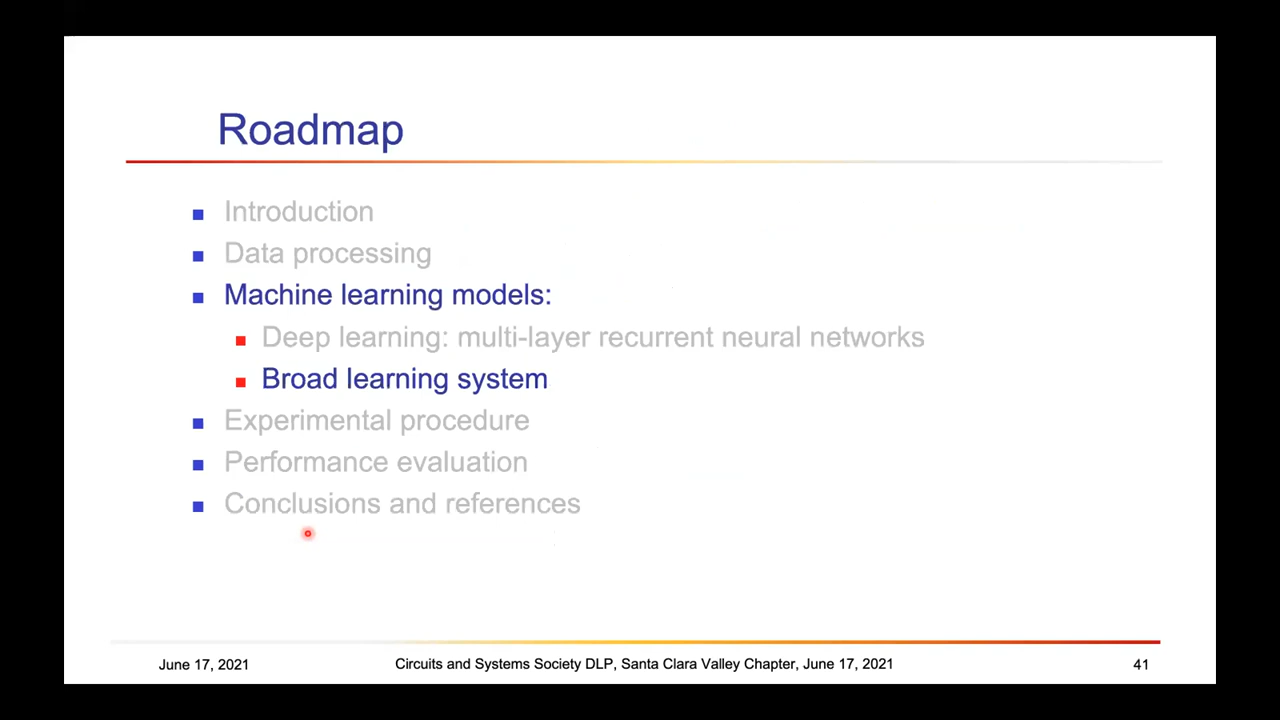 Roadmap
Introduction
Data processing
Machine learning models:
Deep learning: multi-layer recurrent neural networks
Broad learning system
Experimental procedure
Performance evaluation
Conclusions and references
June 17, 2021
Circuits and Systems Society DLP, Santa Clara Valley Chapter, June 17, 2021
41